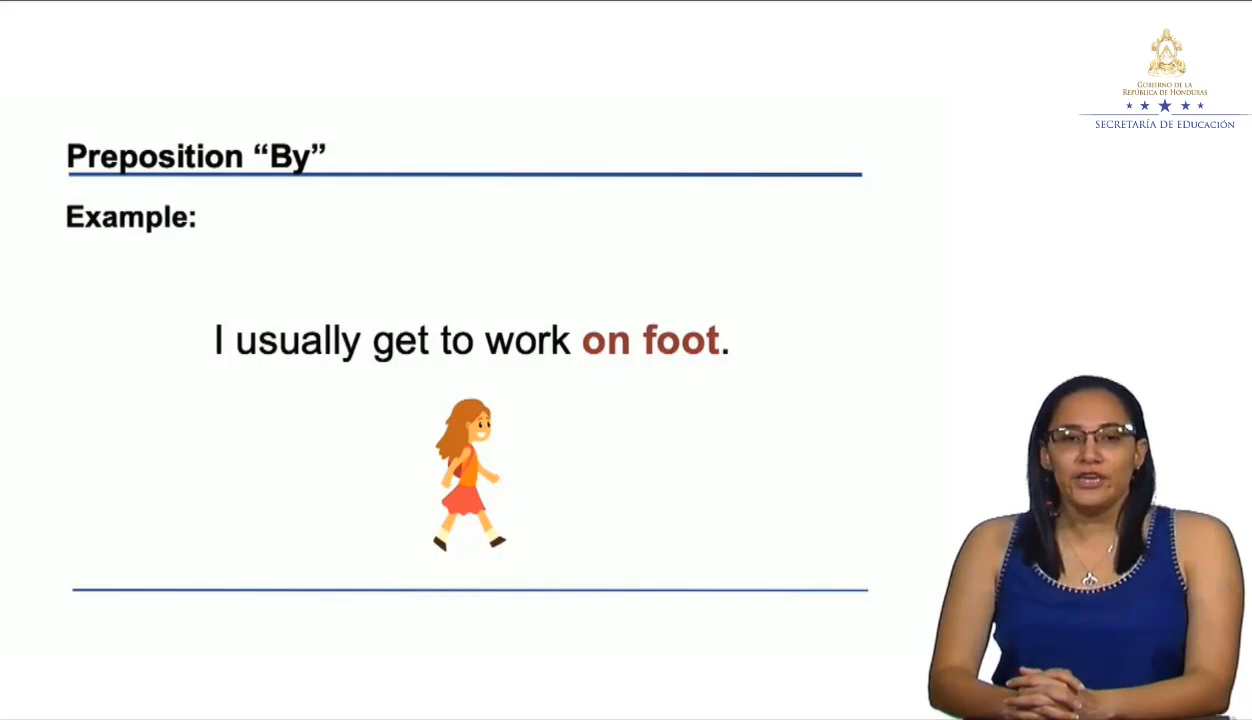 GOBIERNO DE LA
REPÚBLICA DE HONDURAS
SECRETARÍA DE EDUCACIÓN
Preposition “By”
Example:
I usually get to work on foot.